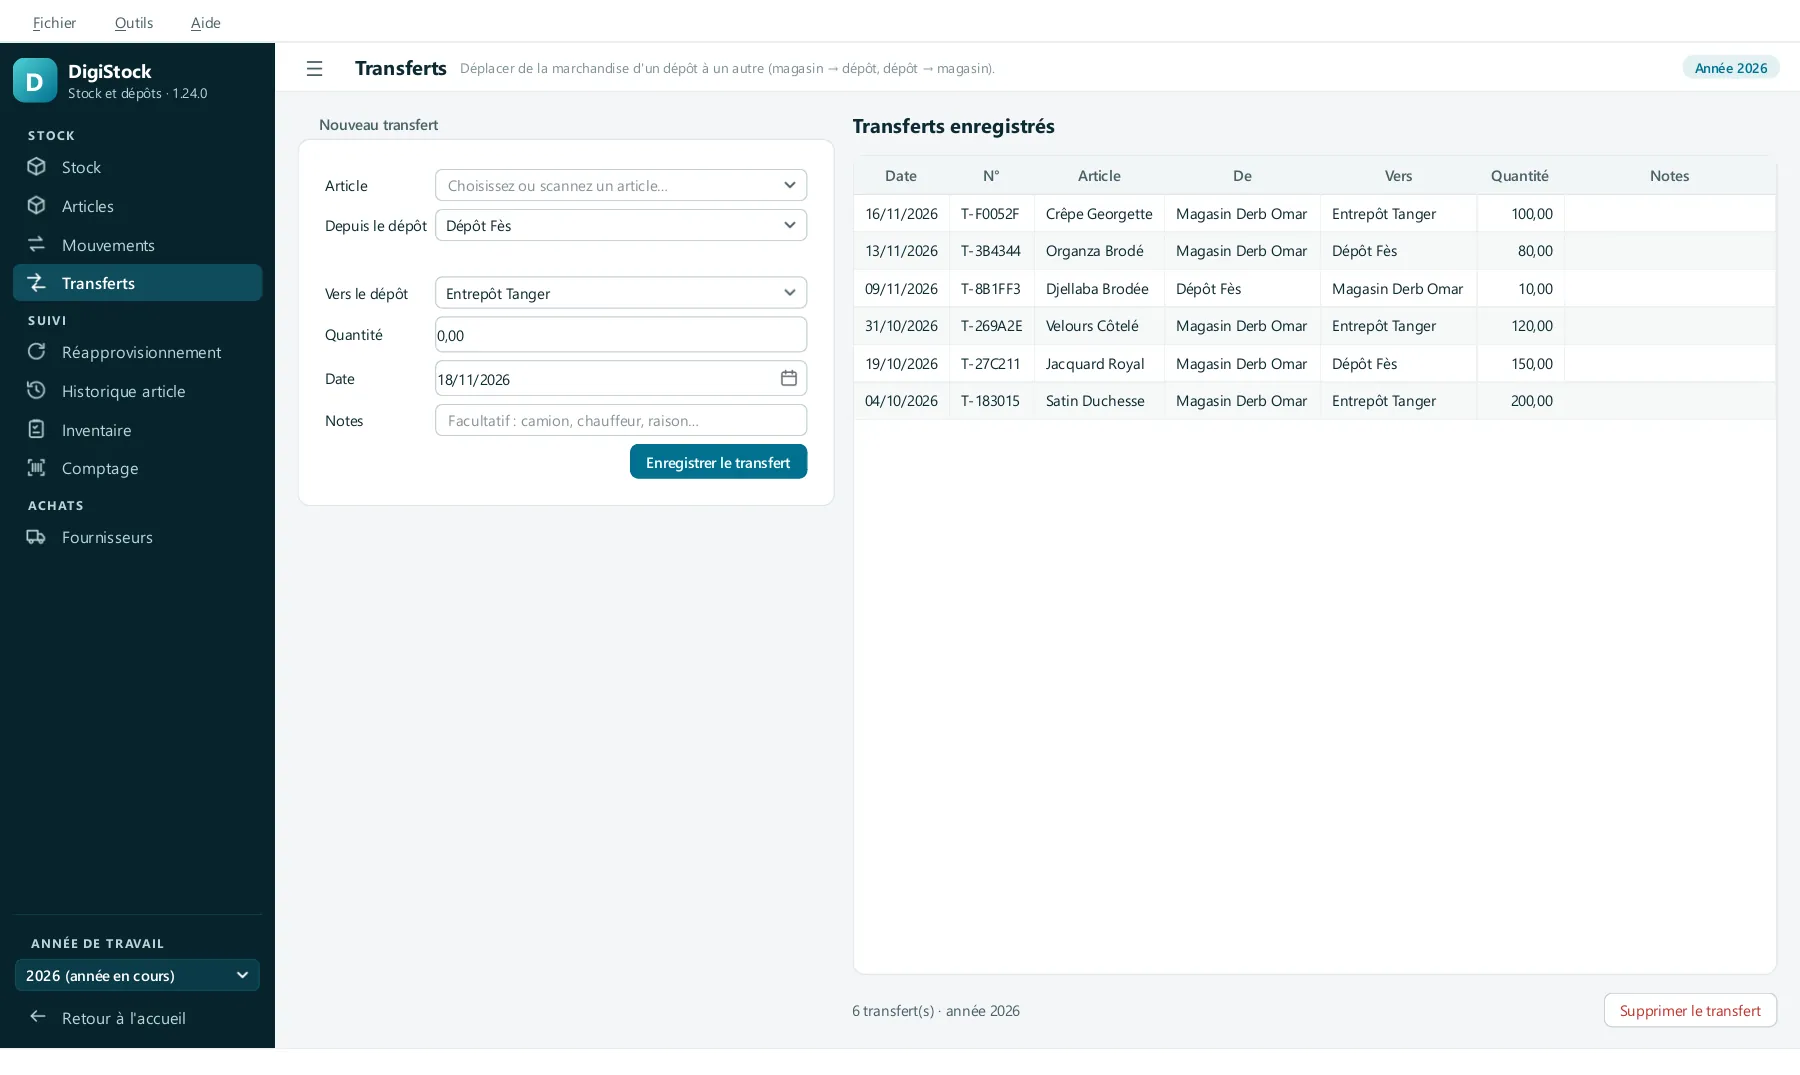 Fichier Outils Aide
D
DigiStock
Stock et dépôts · 1.24.0
STOCK
Stock
Articles
Mouvements
Transferts
SUIVI
Réapprovisionnement
Historique article
Inventaire
Comptage
ACHATS
Fournisseurs
ANNÉE DE TRAVAIL
2026 (année en cours)
Retour à l'accueil
Transferts Déplacer de la marchandise d'un dépôt à un autre (magasin → dépôt, dépôt → magasin).
Année 2026
Nouveau transfert
Article Choisissez ou scannez un article...
Depuis le dépôt Dépôt Fès
Vers le dépôt Entrepôt Tanger
Quantité 0,00
Date 18/11/2026
Notes Facultatif : camion, chauffeur, raison...
Enregistrer le transfert
Transferts enregistrés
Date N° Article De Vers Quantité Notes
16/11/2026 T-F0052F Crêpe Georgette Magasin Derb Omar Entrepôt Tanger 100,00
13/11/2026 T-3B4344 Organza Brodé Magasin Derb Omar Dépôt Fès 80,00
09/11/2026 T-8B1FF3 Djellaba Brodée Dépôt Fès Magasin Derb Omar 10,00
31/10/2026 T-269A2E Velours Côtelé Magasin Derb Omar Entrepôt Tanger 120,00
19/10/2026 T-27C211 Jacquard Royal Magasin Derb Omar Dépôt Fès 150,00
04/10/2026 T-183015 Satin Duchesse Magasin Derb Omar Entrepôt Tanger 200,00
6 transfert(s) · année 2026
Supprimer le transfert